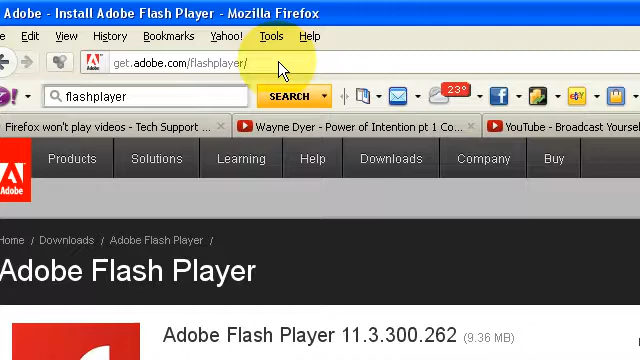 Adobe - Install Adobe Flash Player - Mozilla Firefox
Edit View History Bookmarks Yahoo! Tools Help
get.adobe.com/flashplayer/
! flashplayer SEARCH 23° eBY
Firefox won't play videos - Tech Support ... Wayne Dyer - Power of Intention pt 1 Co... YouTube - Broadcast Yourse
Products Solutions Learning Help Downloads Company Buy
Adobe
Home / Downloads / Adobe Flash Player /
Adobe Flash Player
Adobe Flash Player 11.3.300.262 (9.36 MB)